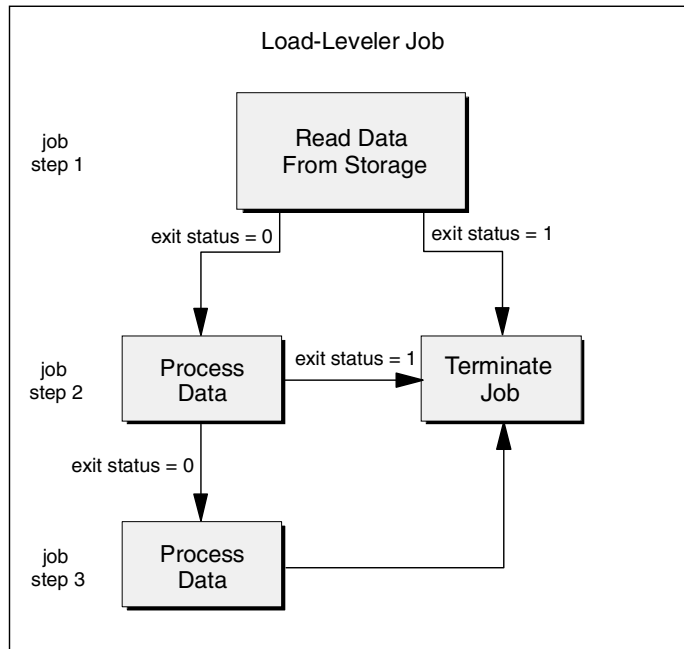 Load-Leveler Job
job
step 1
Read Data
From Storage
exit status = 0
exit status = 1
job
step 2
Process
Data
exit status = 1
Terminate
Job
exit status = 0
job
step 3
Process
Data